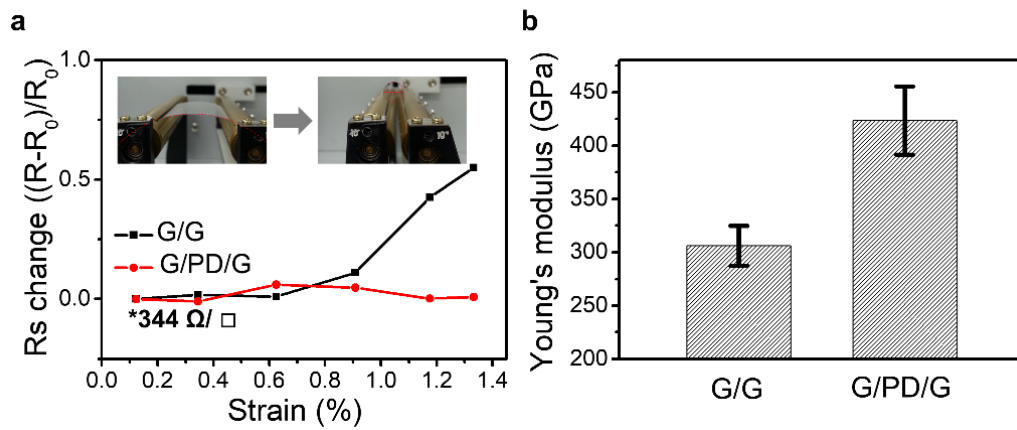 a
Rs change ((R-R₀)/R₀)
1.0
0.5
0.0
10"
G/G
G/PD/G
*344 Ω/ □
0.0 0.2 0.4 0.6 0.8 1.0 1.2 1.4
Strain (%)
b
Young's modulus (GPa)
450
400
350
300
250
200
G/G G/PD/G